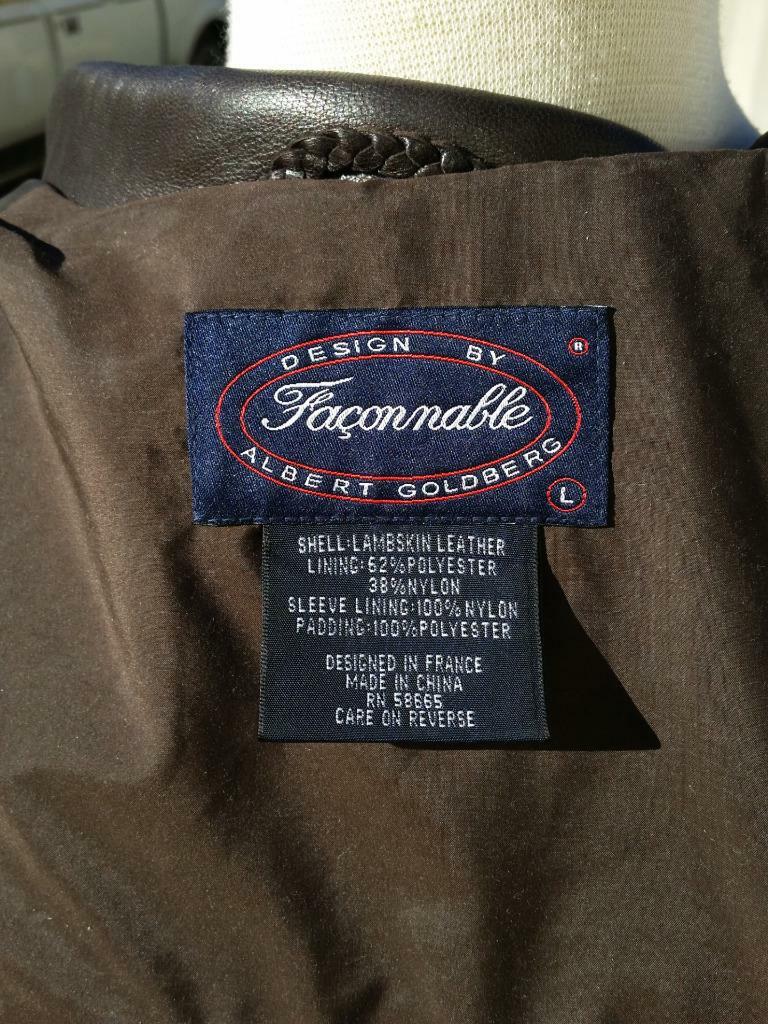 DESIGN BY
®
Façonnable
ALBERT GOLDBERG
L
SHELL:LAMBSKIN LEATHER
LINING:62%POLYESTER
38%NYLON
SLEEVE LINING:100%NYLON
PADDING:100%POLYESTER
DESIGNED IN FRANCE
MADE IN CHINA
RN 58665
CARE ON REVERSE